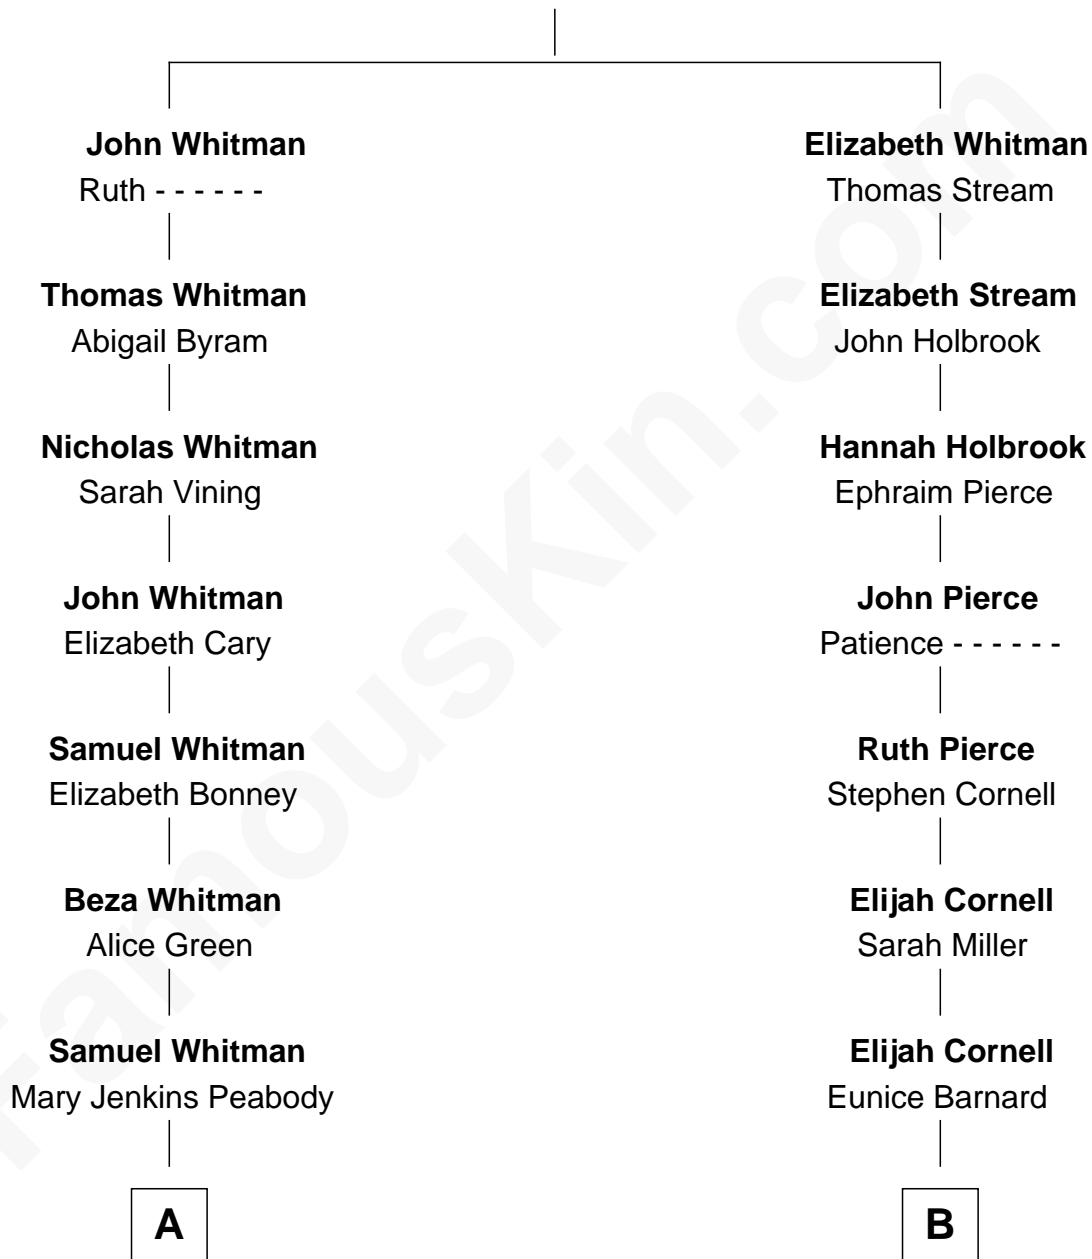 John Whitman
Ruth - - - - - -
Thomas Whitman
Abigail Byram
Nicholas Whitman
Sarah Vining
John Whitman
Elizabeth Cary
Samuel Whitman
Elizabeth Bonney
Beza Whitman
Alice Green
Samuel Whitman
Mary Jenkins Peabody
A
Elizabeth Whitman
Thomas Stream
Elizabeth Stream
John Holbrook
Hannah Holbrook
Ephraim Pierce
John Pierce
Patience - - - - - -
Ruth Pierce
Stephen Cornell
Elijah Cornell
Sarah Miller
Elijah Cornell
Eunice Barnard
B
FamousKin.com